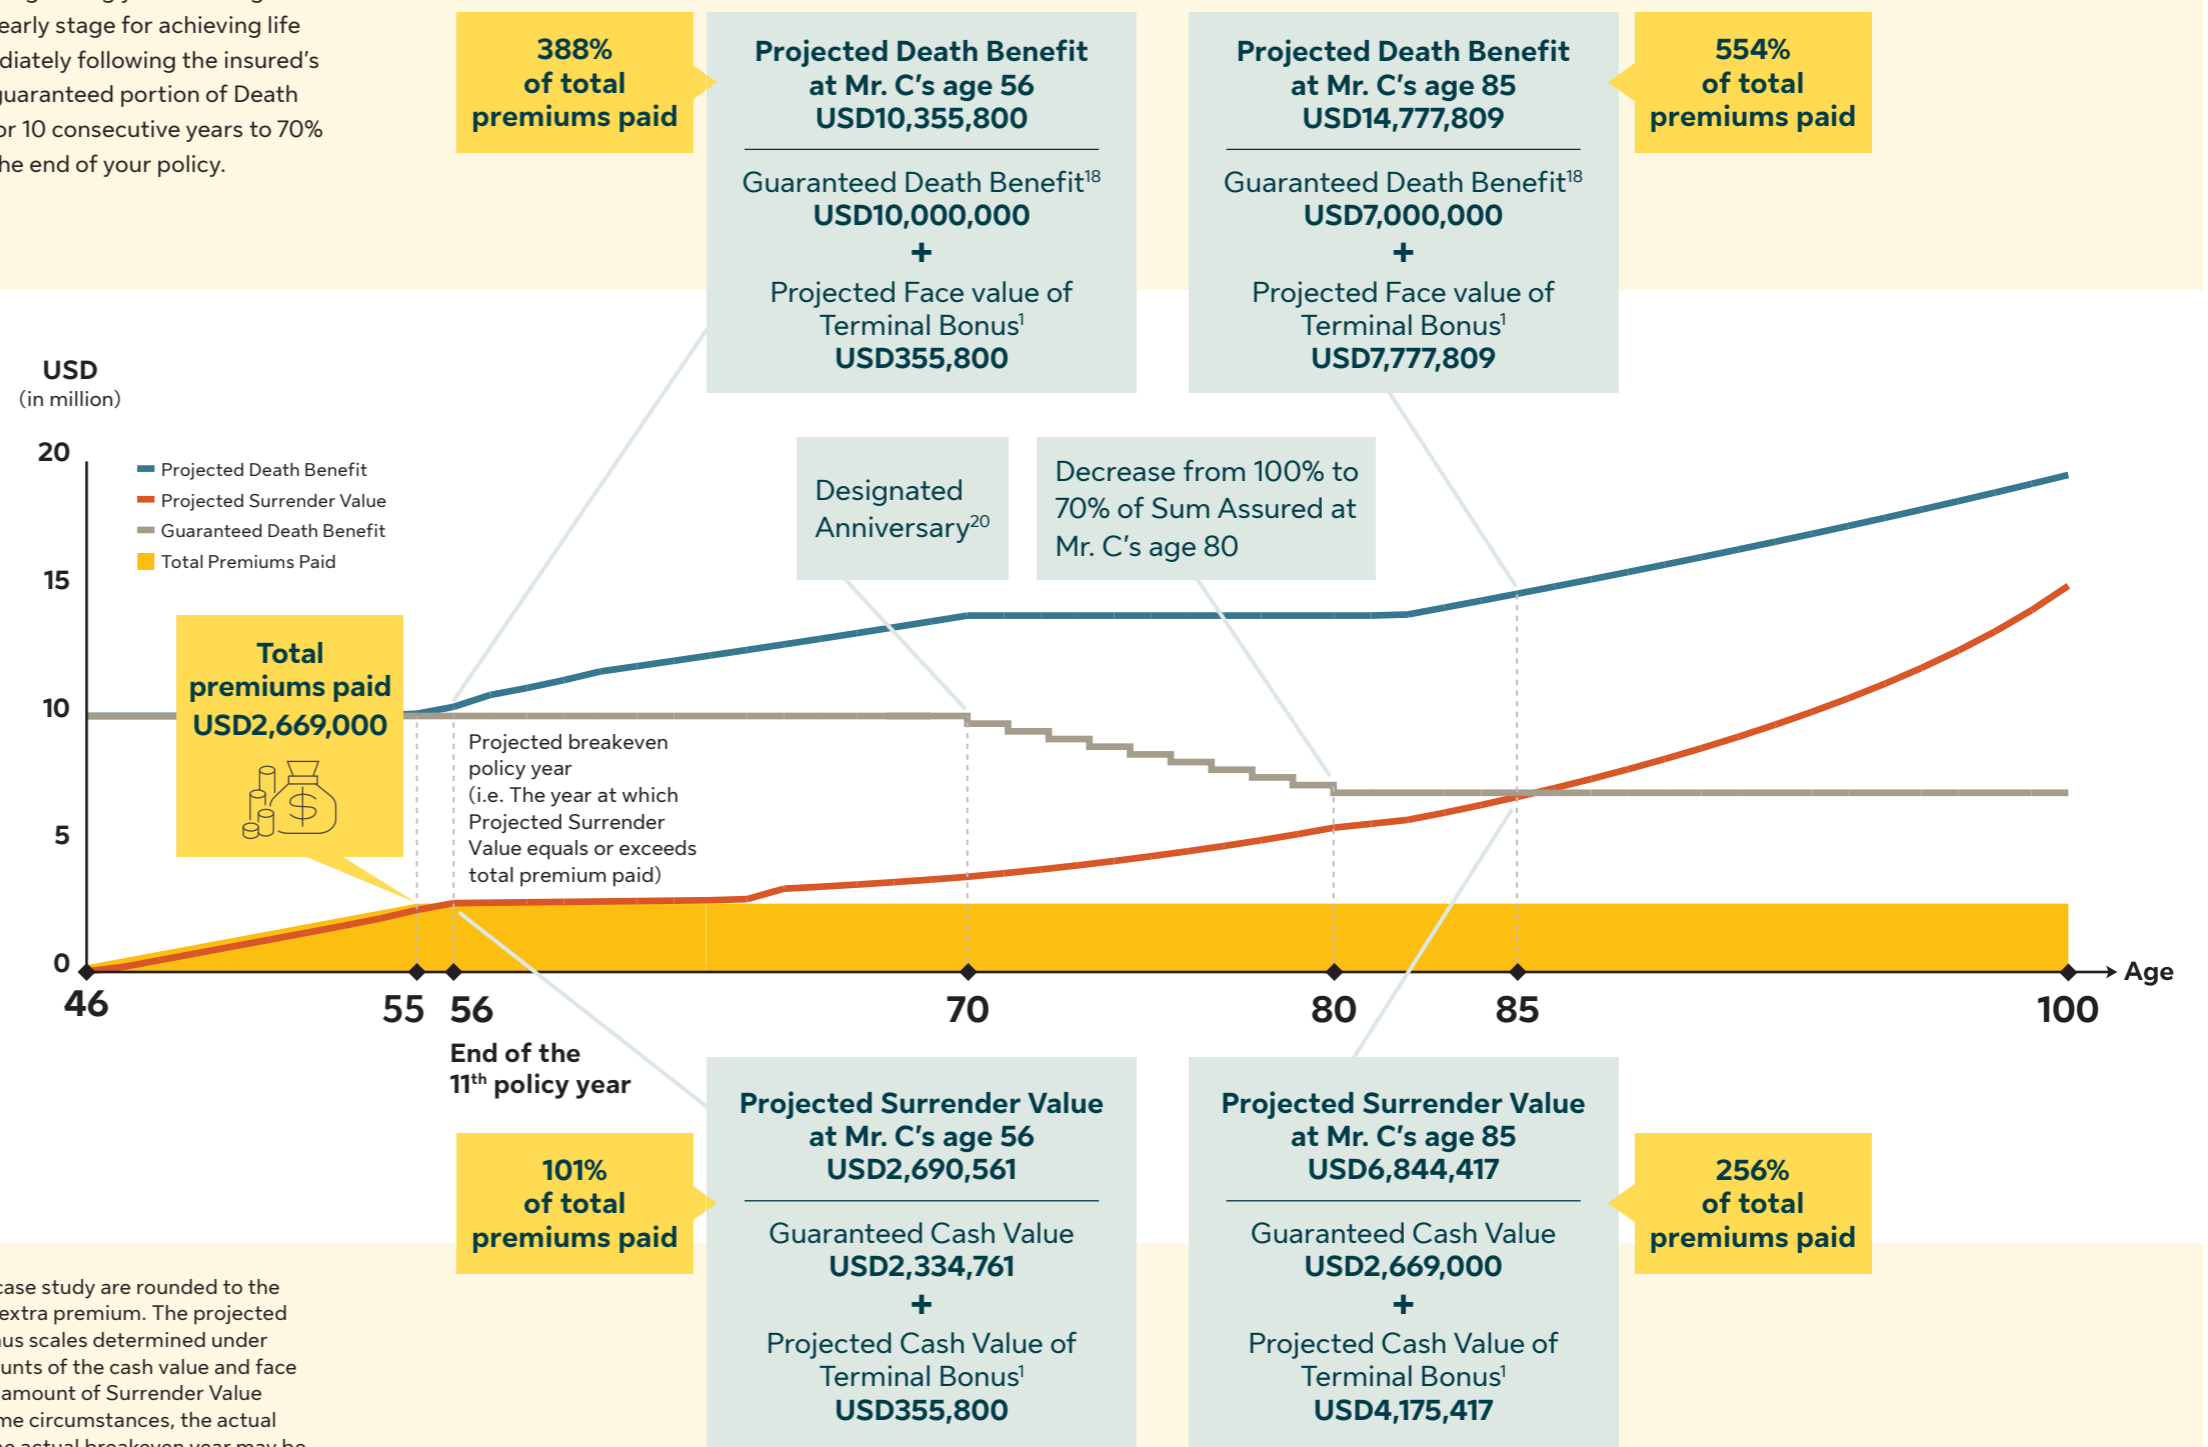 early stage for achieving life
following the insured's
guaranteed portion of Death
or 10 consecutive years to 70%
he end of your policy.
388%
of total
premiums paid
Projected Death Benefit
at Mr. C's age 56
USD10,355,800
Guaranteed Death Benefit18
USD10,000,000
+
Projected Face value of
Terminal Bonus1
USD355,800
Projected Death Benefit
at Mr. C's age 85
USD14,777,809
Guaranteed Death Benefit18
USD7,000,000
+
Projected Face value of
Terminal Bonus1
USD7,777,809
554%
of total
premiums paid
USD
(in million)
20
15
10
5
0
Projected Death Benefit
Projected Surrender Value
Guaranteed Death Benefit
Total Premiums Paid
Designated
Anniversary20
Decrease from 100% to
70% of Sum Assured at
Mr. C's age 80
Total
premiums paid
USD2,669,000
$
Projected breakeven
policy year
(i.e. The year at which
Projected Surrender
Value equals or exceeds
total premium paid)
46
55
56
70
80
85
100
Age
End of the
11th policy year
101%
of total
premiums paid
Projected Surrender Value
at Mr. C's age 56
USD2,690,561
Guaranteed Cash Value
USD2,334,761
+
Projected Cash Value of
Terminal Bonus1
USD355,800
Projected Surrender Value
at Mr. C's age 85
USD6,844,417
Guaranteed Cash Value
USD2,669,000
+
Projected Cash Value of
Terminal Bonus1
USD4,175,417
256%
of total
premiums paid
case study are rounded to the
extra premium. The projected
scales determined under
of the cash value and face
amount of Surrender Value
circumstances, the actual
actual breakeven year may be